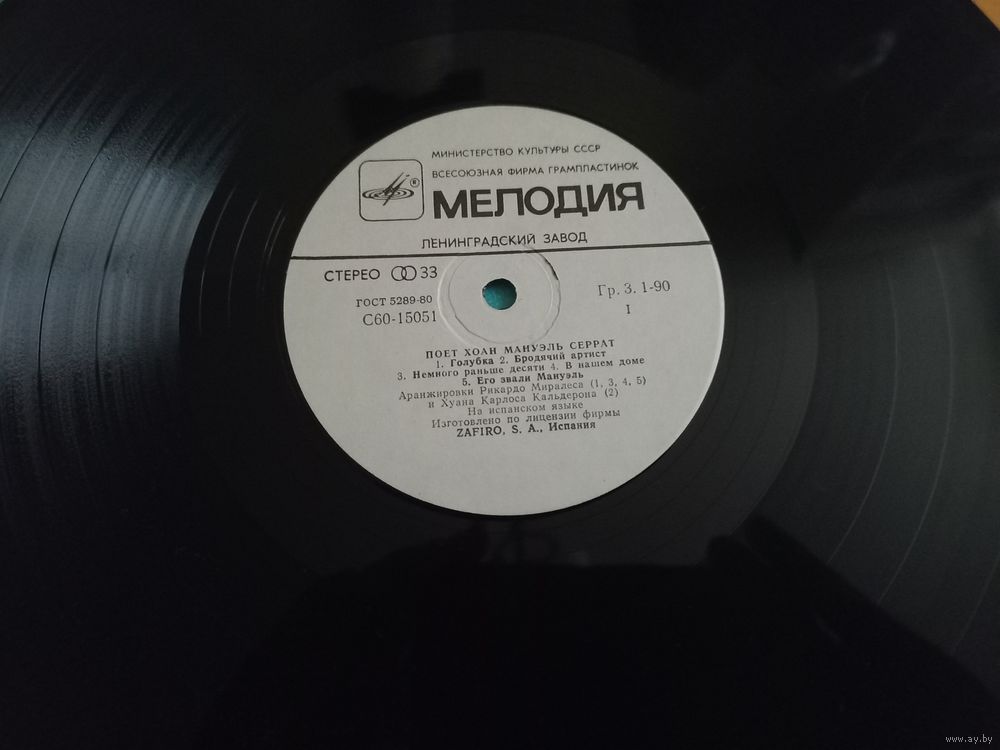 МИНИСТЕРСТВО КУЛЬТУРЫ СССР
ВСЕСОЮЗНАЯ ФИРМА ГРАМПЛАСТИНОК
®
МЕЛОДИЯ
ЛЕНИНГРАДСКИЙ ЗАВОД
СТЕРЕО 33
ГОСТ 5289-80
С60-15051
Гр. 3. 1-90
I
ПОЕТ ХОАН МАНУЭЛЬ СЕРРАТ
1. Голубка 2. Бродячий артист
3. Немного раньше десяти 4. В нашем доме
5. Его звали Мануэль
Аранжировки Рикардо Миралеса (1, 3, 4, 5)
и Хуана Карлоса Кальдерона (2)
На испанском языке
Изготовлено по лицензии фирмы
ZAFIRO, S. A., Испания
www.ay.by